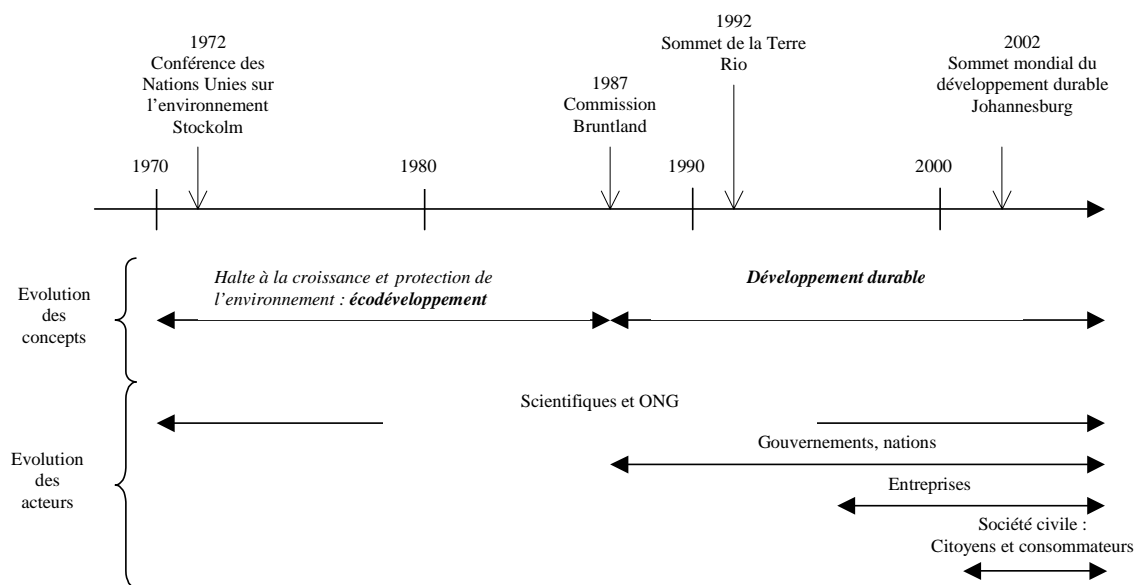 1972
Conférence des
Nations Unies sur
l'environnement
Stockolm
1987
Commission
Bruntland
1992
Sommet de la Terre
Rio
2002
Sommet mondial du
développement durable
Johannesburg
1970
1980
1990
2000
Evolution
des
concepts
Halte à la croissance et protection de
l'environnement : écodéveloppement
Développement durable
Evolution
des
acteurs
Scientifiques et ONG
Gouvernements, nations
Entreprises
Société civile :
Citoyens et consommateurs